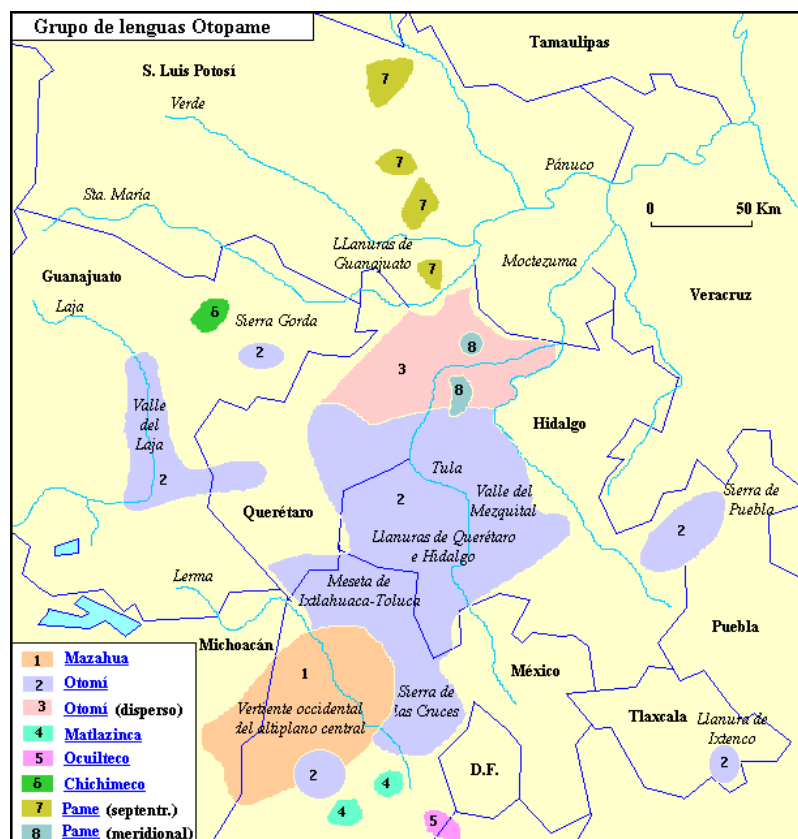 Grupo de lenguas Otopame
Tamaulipas
S. Luis Potosí
7
Verde
7
Pánuco
Sta. María
7
0 50 Km
LLanuras de
Guanajuato
7
Moctezuma
Guanajuato
Veracruz
Laja
6
Sierra Gorda
2
8
3
8
Valle
del
Laja
Hidalgo
2
Tula
Valle del
Mezquital
2
Sierra de
Puebla
2
Querétaro
Llanuras de Querétaro
e Hidalgo
Lerma
Meseta de
Ixtlahuaca-Toluca
Michoacán
Puebla
México
1
Vertiente occidental
del altiplano central
Sierra de
las Cruces
Tlaxcala
Llanura de
Ixtenco
2
2
D.F.
4
4
5
1 Mazahua
2 Otomí
3 Otomí (disperso)
4 Matlazinca
5 Ocuilteco
6 Chichimeco
7 Pame (septentr.)
8 Pame (meridional)